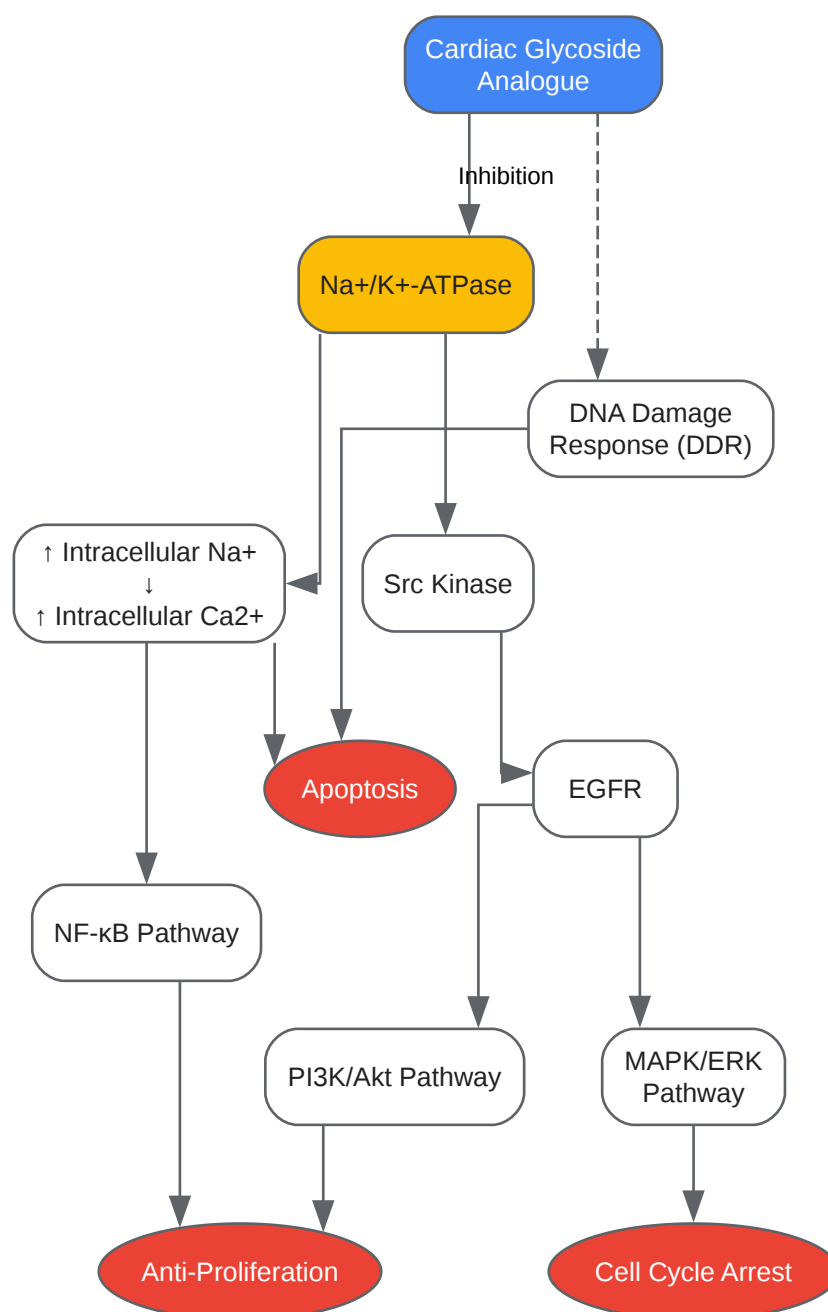 Cardiac Glycoside
Analogue
Inhibition
Na+/K+-ATPase
DNA Damage
Response (DDR)
↑ Intracellular Na+
↓
↑ Intracellular Ca2+
Src Kinase
Apoptosis
EGFR
NF-κB Pathway
PI3K/Akt Pathway
MAPK/ERK
Pathway
Anti-Proliferation
Cell Cycle Arrest